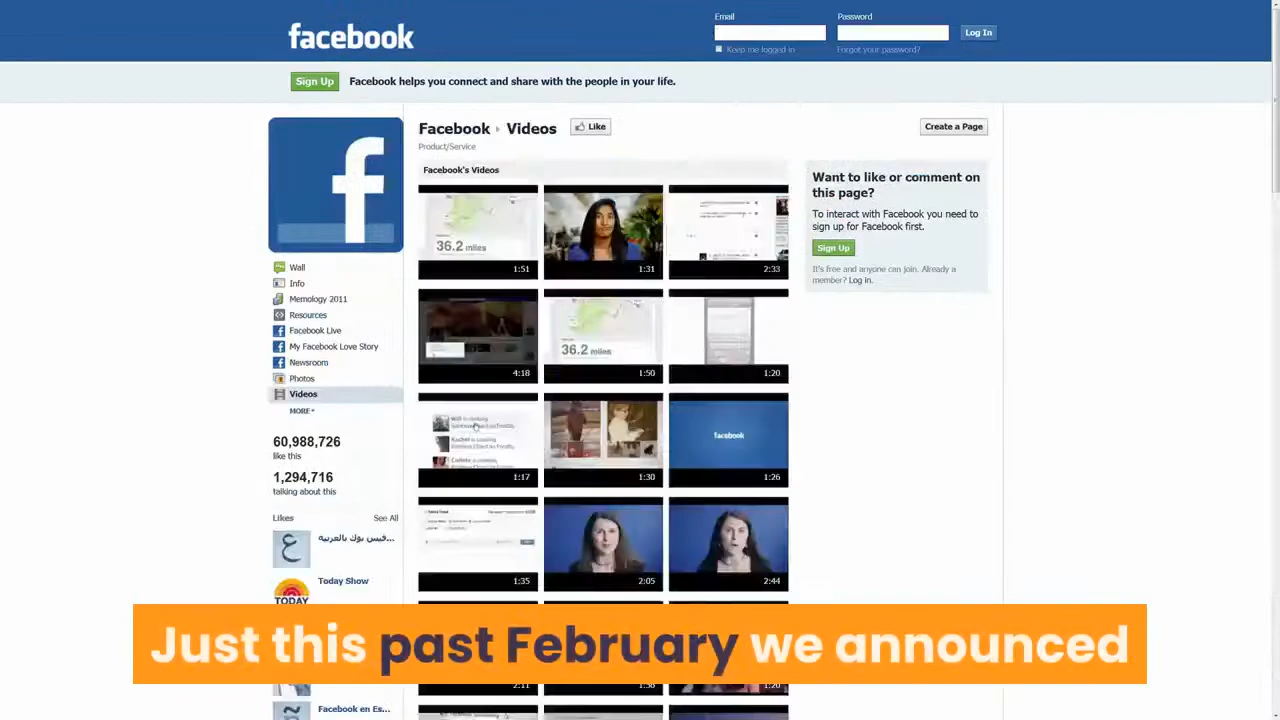 facebook
Email
Password
Log In
Keep me logged in
Forgot your password?
Sign Up
Facebook helps you connect and share with the people in your life.
Facebook
Videos
Like
Create a Page
Product/Service
Facebook's Videos
Want to like or comment on
this page?
To interact with Facebook you need to
sign up for Facebook first.
Sign Up
It's free and anyone can join. Already a
member? Log in.
36.2 miles
1:51
1:31
2:33
36.2 miles
4:18
1:50
1:20
facebook
1:17
1:30
1:26
1:35
2:05
2:44
Wall
Info
Memology 2011
Resources
Facebook Live
My Facebook Love Story
Newsroom
Photos
Videos
MORE
60,988,726
like this
1,294,716
talking about this
Likes
See All
ع
فيس بوك بالعربية...
Today Show
TODAY
Just this past February we announced
2:11
1:20
Facebook en Es...